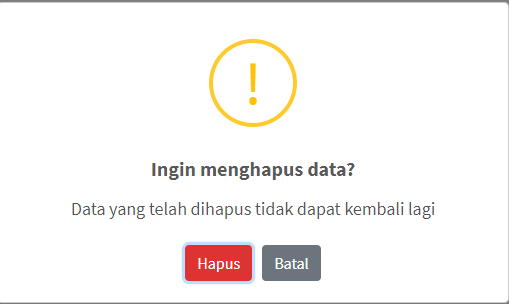 !
Ingin menghapus data?
Data yang telah dihapus tidak dapat kembali lagi
Hapus Batal